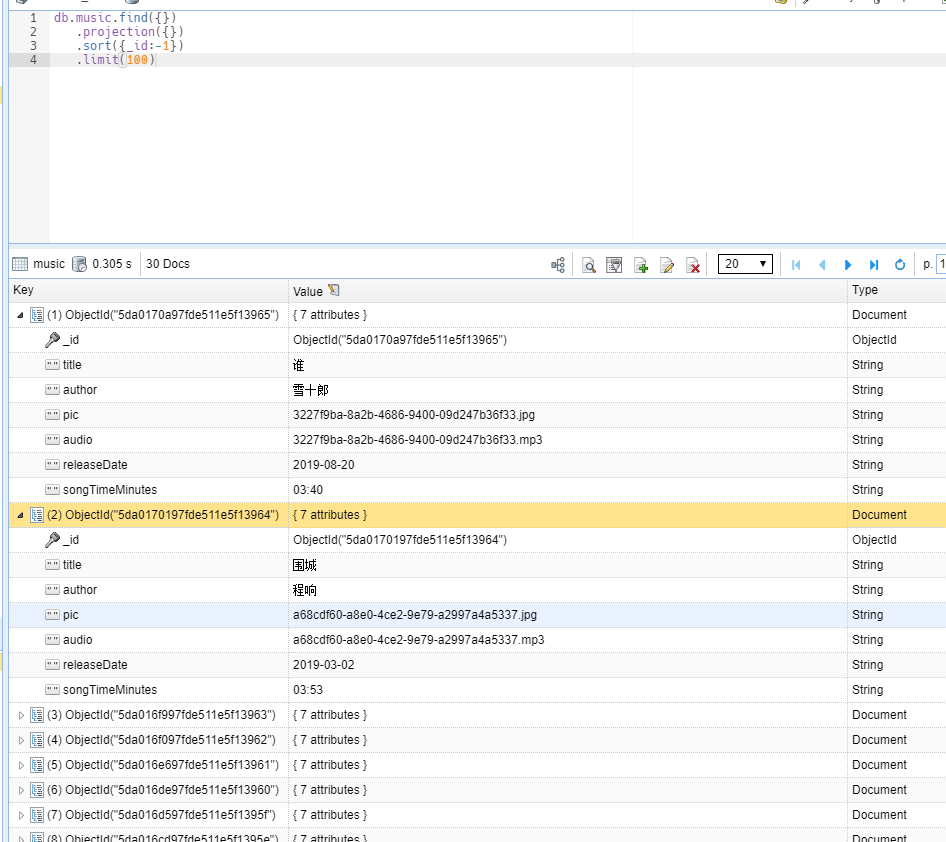 1 db.music.find({})
2 .projection({})
3 .sort({_id:-1})
4 .limit(100)
music 0.305 s 30 Docs 20 p. 1
Key Value Type
(1) ObjectId("5da0170a97fde511e5f13965") { 7 attributes } Document
_id ObjectId("5da0170a97fde511e5f13965") ObjectId
title 谁 String
author 雪十郎 String
pic 3227f9ba-8a2b-4686-9400-09d247b36f33.jpg String
audio 3227f9ba-8a2b-4686-9400-09d247b36f33.mp3 String
releaseDate 2019-08-20 String
songTimeMinutes 03:40 String
(2) ObjectId("5da0170197fde511e5f13964") { 7 attributes } Document
_id ObjectId("5da0170197fde511e5f13964") ObjectId
title 围城 String
author 程响 String
pic a68cdf60-a8e0-4ce2-9e79-a2997a4a5337.jpg String
audio a68cdf60-a8e0-4ce2-9e79-a2997a4a5337.mp3 String
releaseDate 2019-03-02 String
songTimeMinutes 03:53 String
(3) ObjectId("5da016f997fde511e5f13963") { 7 attributes } Document
(4) ObjectId("5da016f097fde511e5f13962") { 7 attributes } Document
(5) ObjectId("5da016e697fde511e5f13961") { 7 attributes } Document
(6) ObjectId("5da016de97fde511e5f13960") { 7 attributes } Document
(7) ObjectId("5da016d597fde511e5f1395f") { 7 attributes } Document
(8) ObjectId("5da016cd97fde511e5f1395e") { 7 attributes } Document